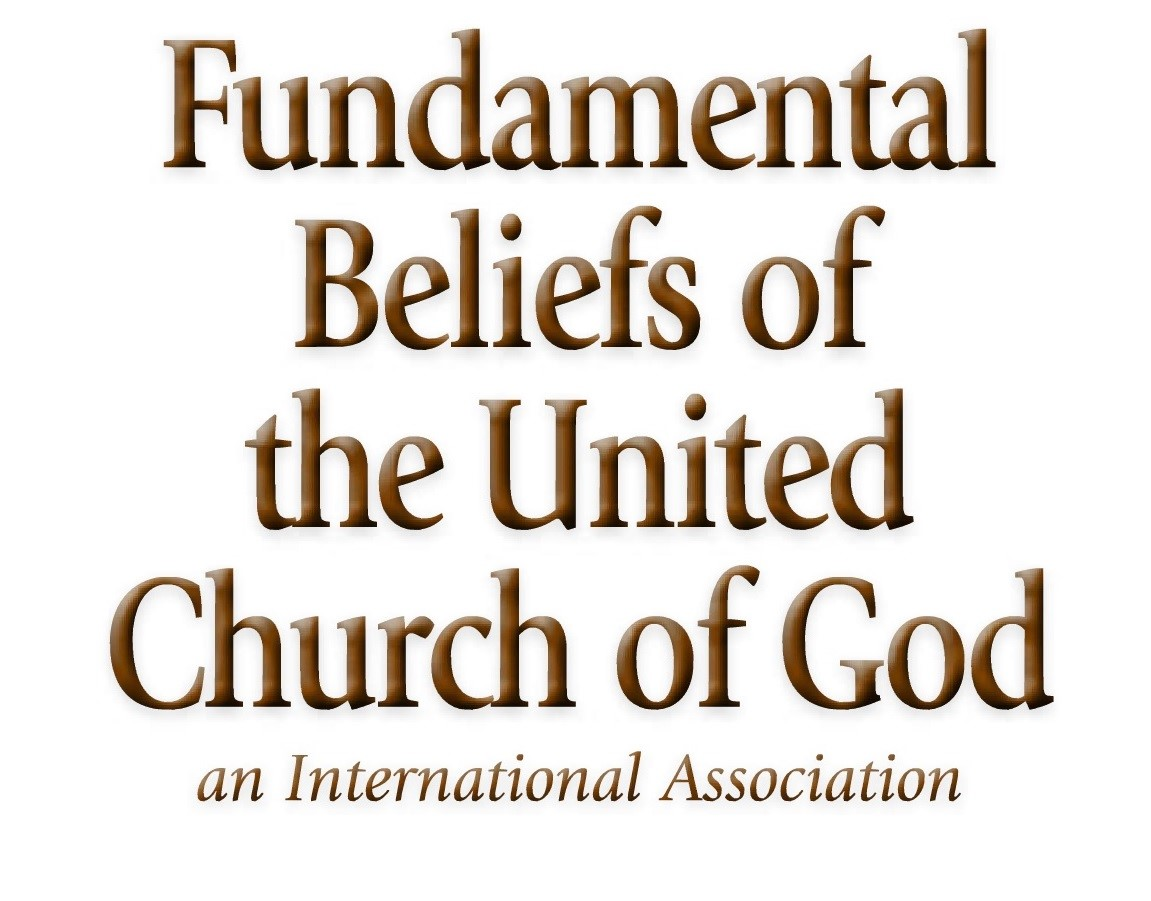 Fundamental
Beliefs of
the United
Church of God
an International Association